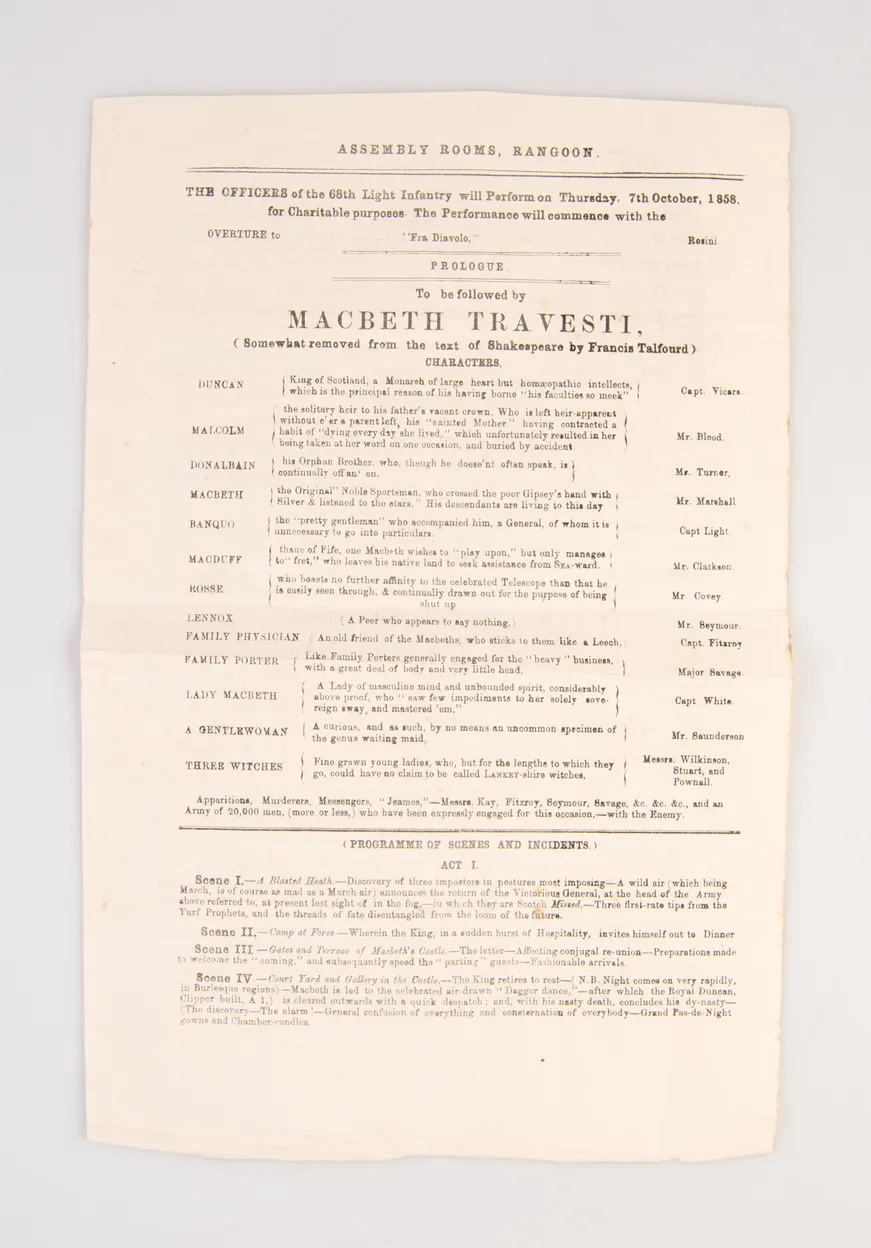 ASSEMBLY ROOMS, RANGOON.
THE OFFICERS of the 68th Light Infantry will Perform on Thursday, 7th October, 1858,
for Charitable purposes. The Performance will commence with the
OVERTURE to .. ''Fra Diavolo,'' .. Rosini
PROLOGUE.
To be followed by
MACBETH TRAVESTI,
( Somewhat removed from the text of Shakespeare by Francis Talfourd )
CHARACTERS,
DUNCAN { King of Scotland, a Monarch of large heart but homœopathic intellects, } Capt. Vicars.
which is the principal reason of his having borne "his faculties so meek"
MALCOLM { the solitary heir to his father's vacant crown. Who is left heir-apparent } Mr. Blood.
without e'er a parent left, his "sainted Mother" having contracted a
habit of "dying every day she lived," which unfortunately resulted in her
being taken at her word on one occasion, and buried by accident.
DONALBAIN { his Orphan Brother, who, though he doese'nt often speak, is } Mr. Turner,
continually off an' on.
MACBETH { the Original" Noble Sportsman, who crossed the poor Gipsey's hand with } Mr. Marshall
Silver & listened to the stars." His descendants are living to this day
BANQUO { the "pretty gentleman" who accompanied him, a General, of whom it is } Capt Light.
unnecessary to go into particulars.
MACDUFF { thane of Fife, one Macbeth wishes to "play upon," but only manages } Mr. Clarkson.
to "fret," who leaves his native land to seek assistance from SEA-ward.
ROSSE { who boasts no further affinity to the celebrated Telescope than that he } Mr Covey.
is easily seen through, & continually drawn out for the purpose of being
shut up
LENNOX ( A Peer who appears to say nothing, ) Mr. Seymour.
FAMILY PHYSICIAN ( An old friend of the Macbeths, who sticks to them like a Leech, ) Capt. Fitzroy
FAMILY PORTER { Like Family Porters generally engaged for the "heavy" business, } Major Savage.
with a great deal of body and very little head,
LADY MACBETH { A Lady of masculine mind and unbounded spirit, considerably } Capt White.
above proof, who "saw few impediments to her solely sove-
reign sway, and mastered 'em,"
A GENTLEWOMAN { A curious, and as such, by no means an uncommon specimen of } Mr. Saunderson
the genus waiting maid,
THREE WITCHES { Fine grown young ladies, who, but for the lengths to which they } Messrs. Wilkinson,
go, could have no claim to be called LANKEY-shire witches, Stuart, and
Pownall.
Apparitions, Murderers, Messengers, "Jeames,"—Messrs. Kay, Fitzroy, Seymour, Savage, &c. &c. &c., and an
Army of 20,000 men, (more or less,) who have been expressly engaged for this occasion,—with the Enemy.
( PROGRAMME OF SCENES AND INCIDENTS. )
ACT I.
Scene I.—A Blasted Heath.—Discovery of three impostors in postures most imposing—A wild air (which being
March, is of course as mad as a March air) announces the return of the Victorious General, at the head of the Army
above referred to, at present lost sight of in the fog,—in which they are Scotch Missed,—Three first-rate tips from the
Turf Prophets, and the threads of fate disentangled from the loom of the future.
Scene II,—Camp at Fores—Wherein the King, in a sudden burst of Hospitality, invites himself out to Dinner
Scene III—Gates and Terrace of Macbeth's Castle.—The letter—Affecting conjugal re-union—Preparations made
to welcome the "coming," and subsequently speed the "parting" guests—Fashionable arrivals.
Scene IV.—Court Yard and Gallery in the Castle,—The King retires to rest—( N.B. Night comes on very rapidly,
in Burlesque regions)—Macbeth is led to the celebrated air-drawn "Dagger dance,"—after which the Royal Duncan,
(Clipper built, A 1,) is cleared outwards with a quick despatch; and, with his nasty death, concludes his dy-nasty—
(The discovery—The alarm!—General confusion of everything and consternation of everybody—Grand Pas-de-Night
gowns and Chamber-candles.